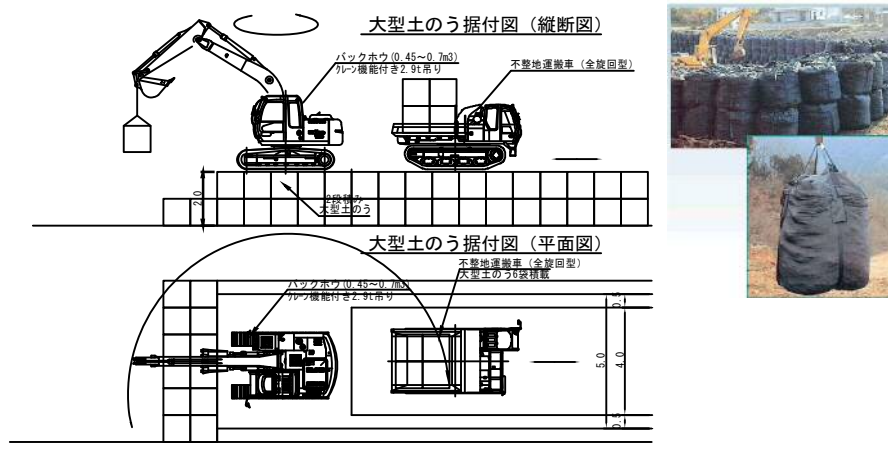 大型土のう据付図（縦断図）
バックホウ(0.45～0.7m3)
クレーン機能付き2.9t吊り
不整地運搬車（全旋回型）
2.0
2段積み
大型土のう
大型土のう据付図（平面図）
不整地運搬車（全旋回型）
大型土のう6袋積載
バックホウ(0.45～0.7m3)
クレーン機能付き2.9t吊り
0.5
5.0
4.0
0.5